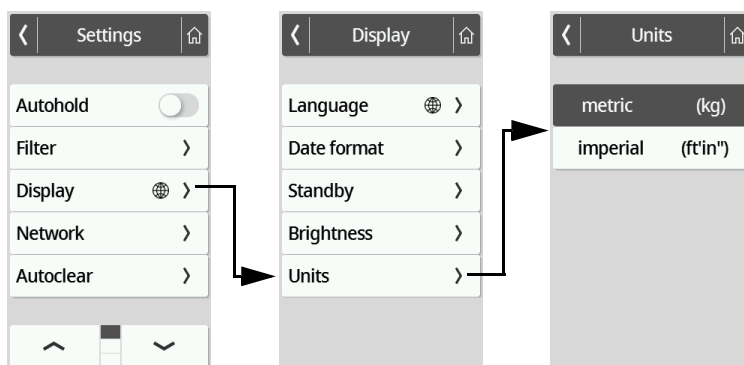 Settings
Autohold
Filter
Display
Network
Autoclear
Display
Language
Date format
Standby
Brightness
Units
Units
metric (kg)
imperial (ft'in")